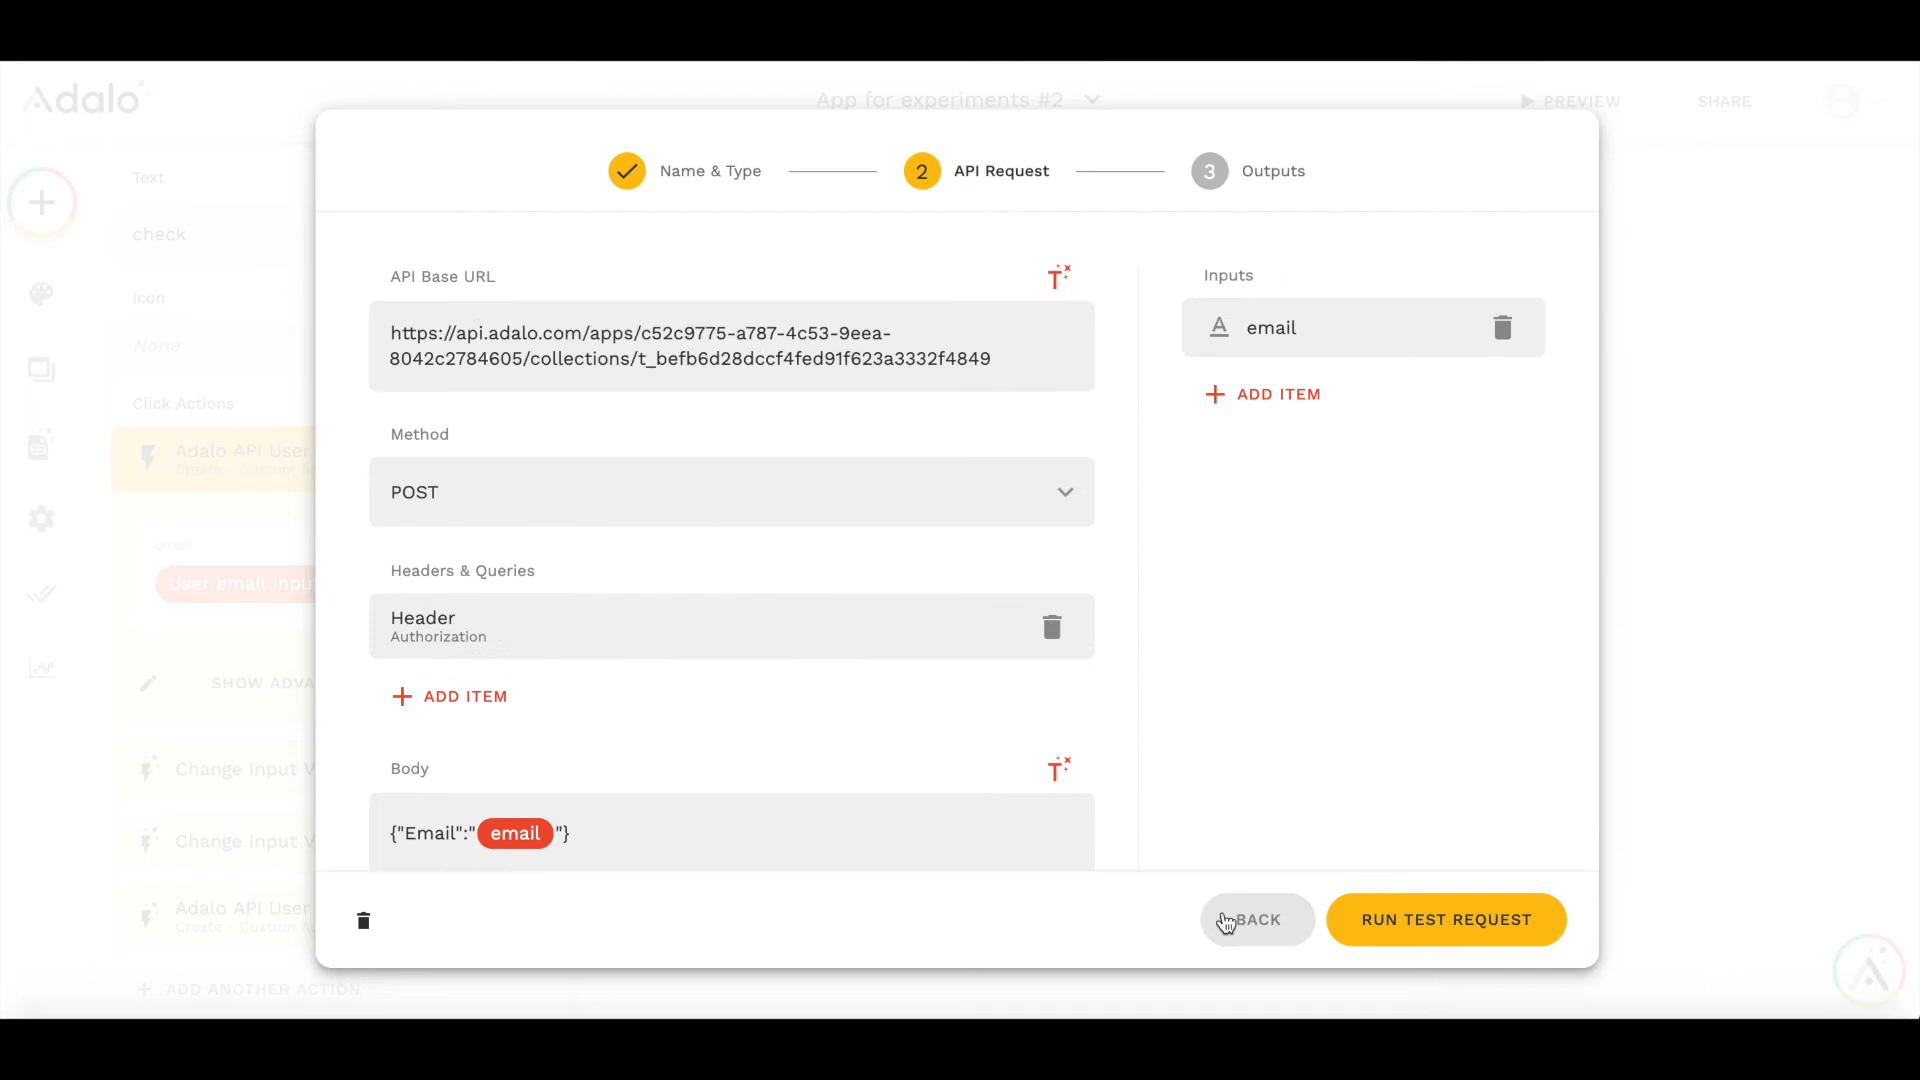 Adalo
App for experiments #2
PREVIEW
SHARE
Name & Type
2
API Request
3
Outputs
Text
check
Icon
None
Click Actions
Adalo API User
Create - Custom A
email
User email inpu
SHOW ADVA
Change Input V
Change Input V
Adalo API User
Create - Custom A
ADD ANOTHER ACTION
API Base URL
https://api.adalo.com/apps/c52c9775-a787-4c53-9eea-
8042c2784605/collections/t_befb6d28dccf4fed91f623a3332f4849
Method
POST
Headers & Queries
Header
Authorization
ADD ITEM
Body
{"Email":" email "}
Inputs
email
ADD ITEM
BACK
RUN TEST REQUEST